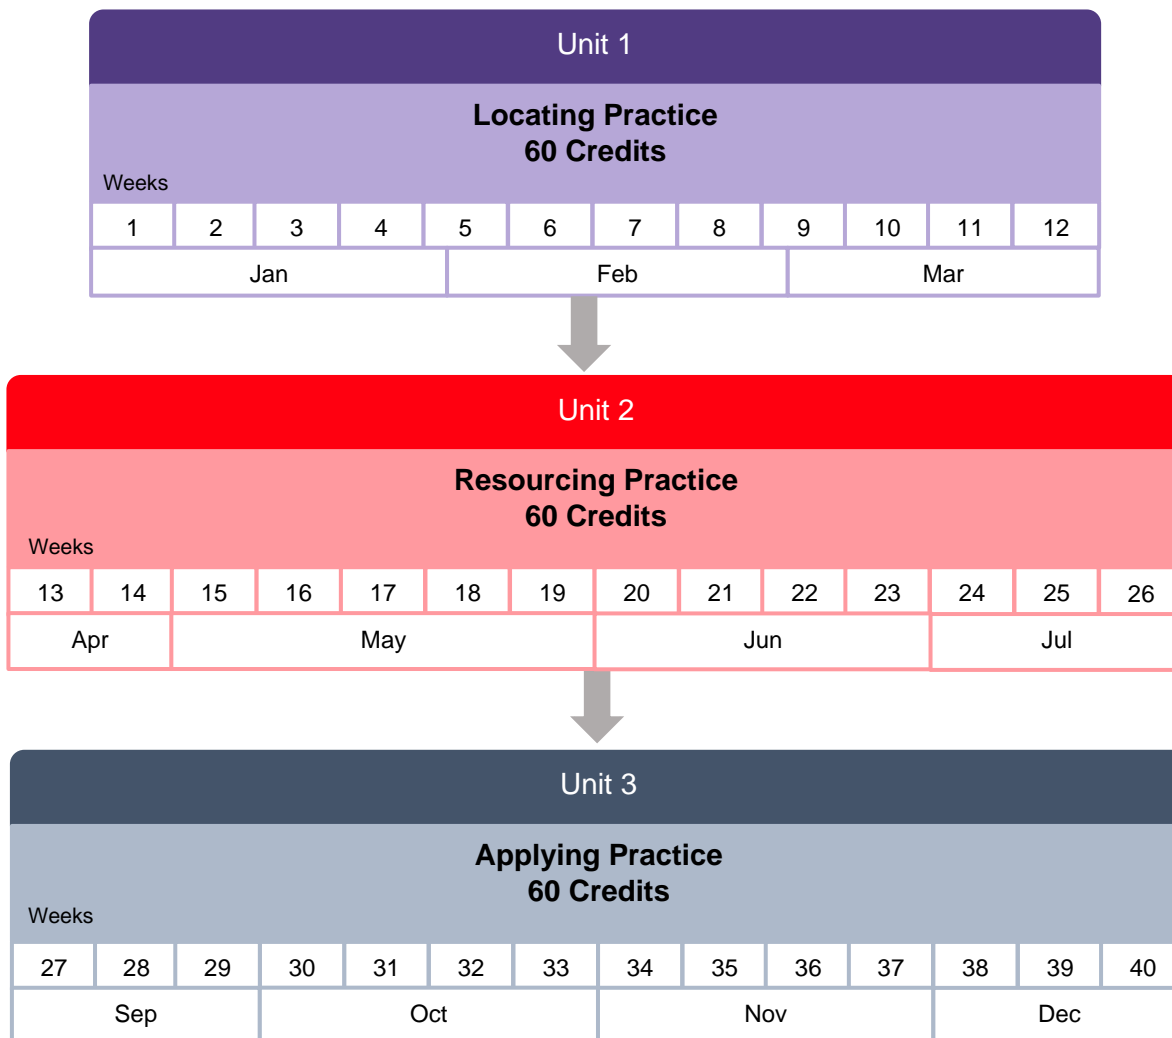 Unit 1
Locating Practice
60 Credits
Weeks
1 2 3 4 5 6 7 8 9 10 11 12
Jan Feb Mar
Unit 2
Resourcing Practice
60 Credits
Weeks
13 14 15 16 17 18 19 20 21 22 23 24 25 26
Apr May Jun Jul
Unit 3
Applying Practice
60 Credits
Weeks
27 28 29 30 31 32 33 34 35 36 37 38 39 40
Sep Oct Nov Dec